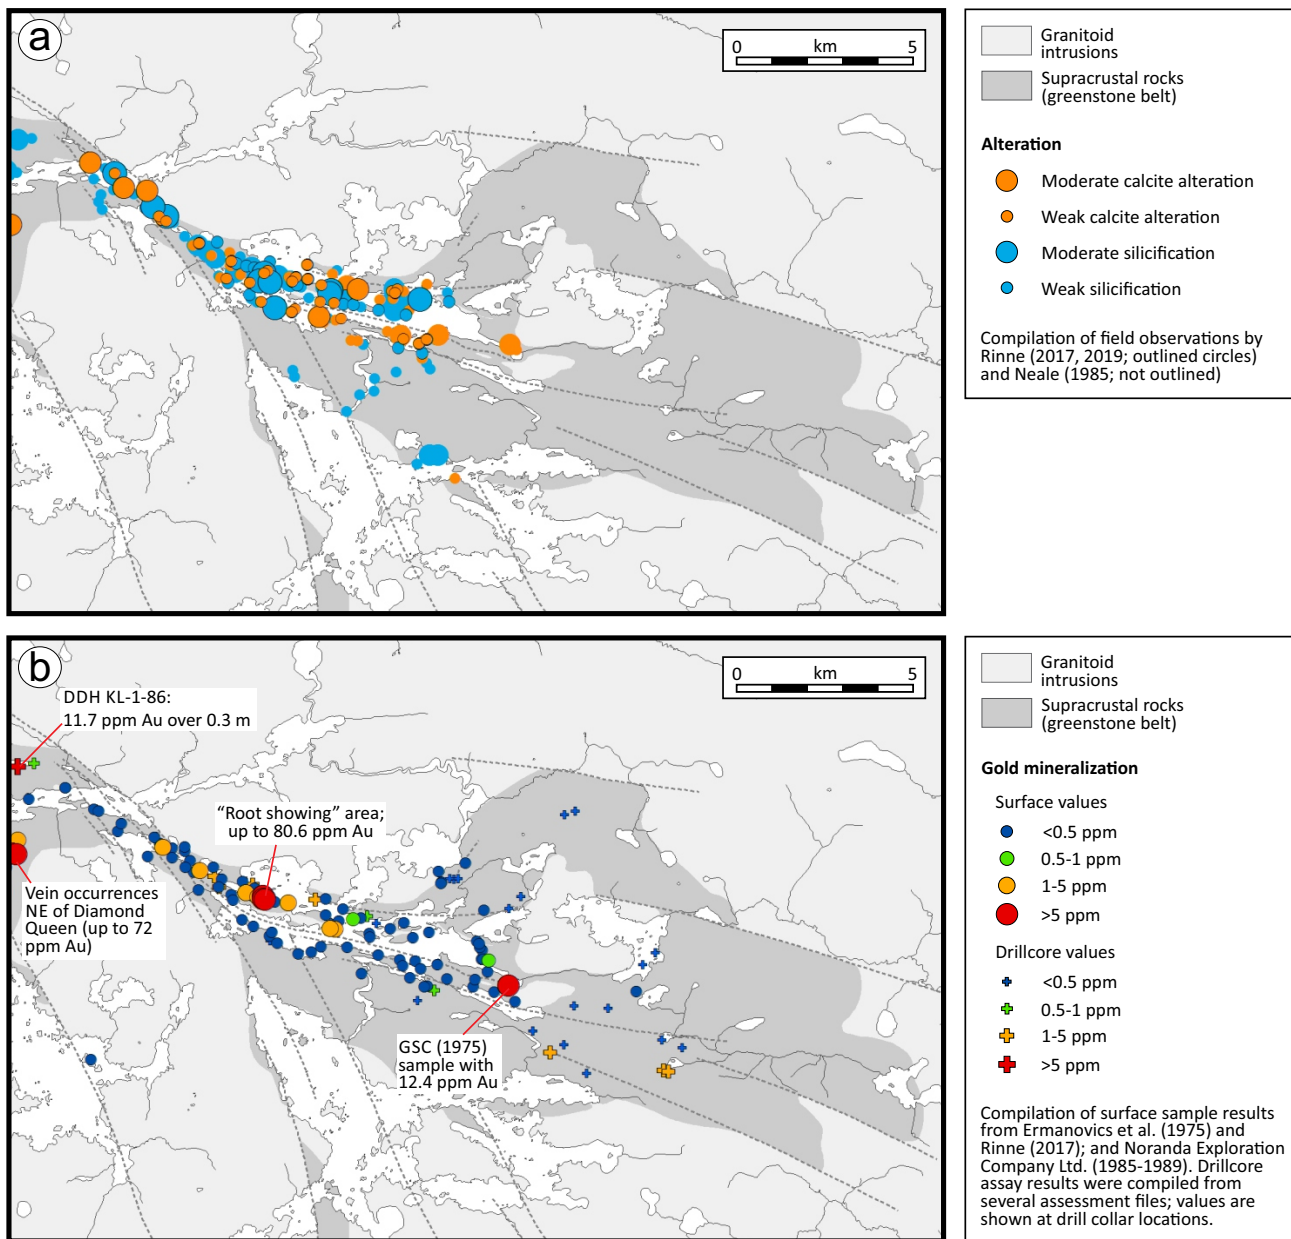 a
0 km 5
Granitoid
intrusions
Supracrustal rocks
(greenstone belt)
Alteration
Moderate calcite alteration
Weak calcite alteration
Moderate silicification
Weak silicification
Compilation of field observations by
Rinne (2017, 2019; outlined circles)
and Neale (1985; not outlined)
b
0 km 5
DDH KL-1-86:
11.7 ppm Au over 0.3 m
“Root showing” area;
up to 80.6 ppm Au
Vein occurrences
NE of Diamond
Queen (up to 72
ppm Au)
GSC (1975)
sample with
12.4 ppm Au
Granitoid
intrusions
Supracrustal rocks
(greenstone belt)
Gold mineralization
Surface values
<0.5 ppm
0.5-1 ppm
1-5 ppm
>5 ppm
Drillcore values
<0.5 ppm
0.5-1 ppm
1-5 ppm
>5 ppm
Compilation of surface sample results
from Ermanovics et al. (1975) and
Rinne (2017); and Noranda Exploration
Company Ltd. (1985-1989). Drillcore
assay results were compiled from
several assessment files; values are
shown at drill collar locations.